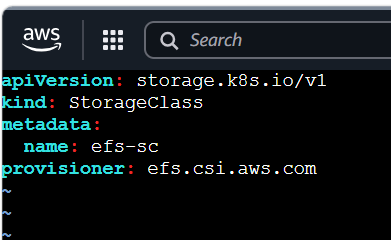 aws
Search
apiVersion: storage.k8s.io/v1
kind: StorageClass
metadata:
  name: efs-sc
provisioner: efs.csi.aws.com
~
~
~